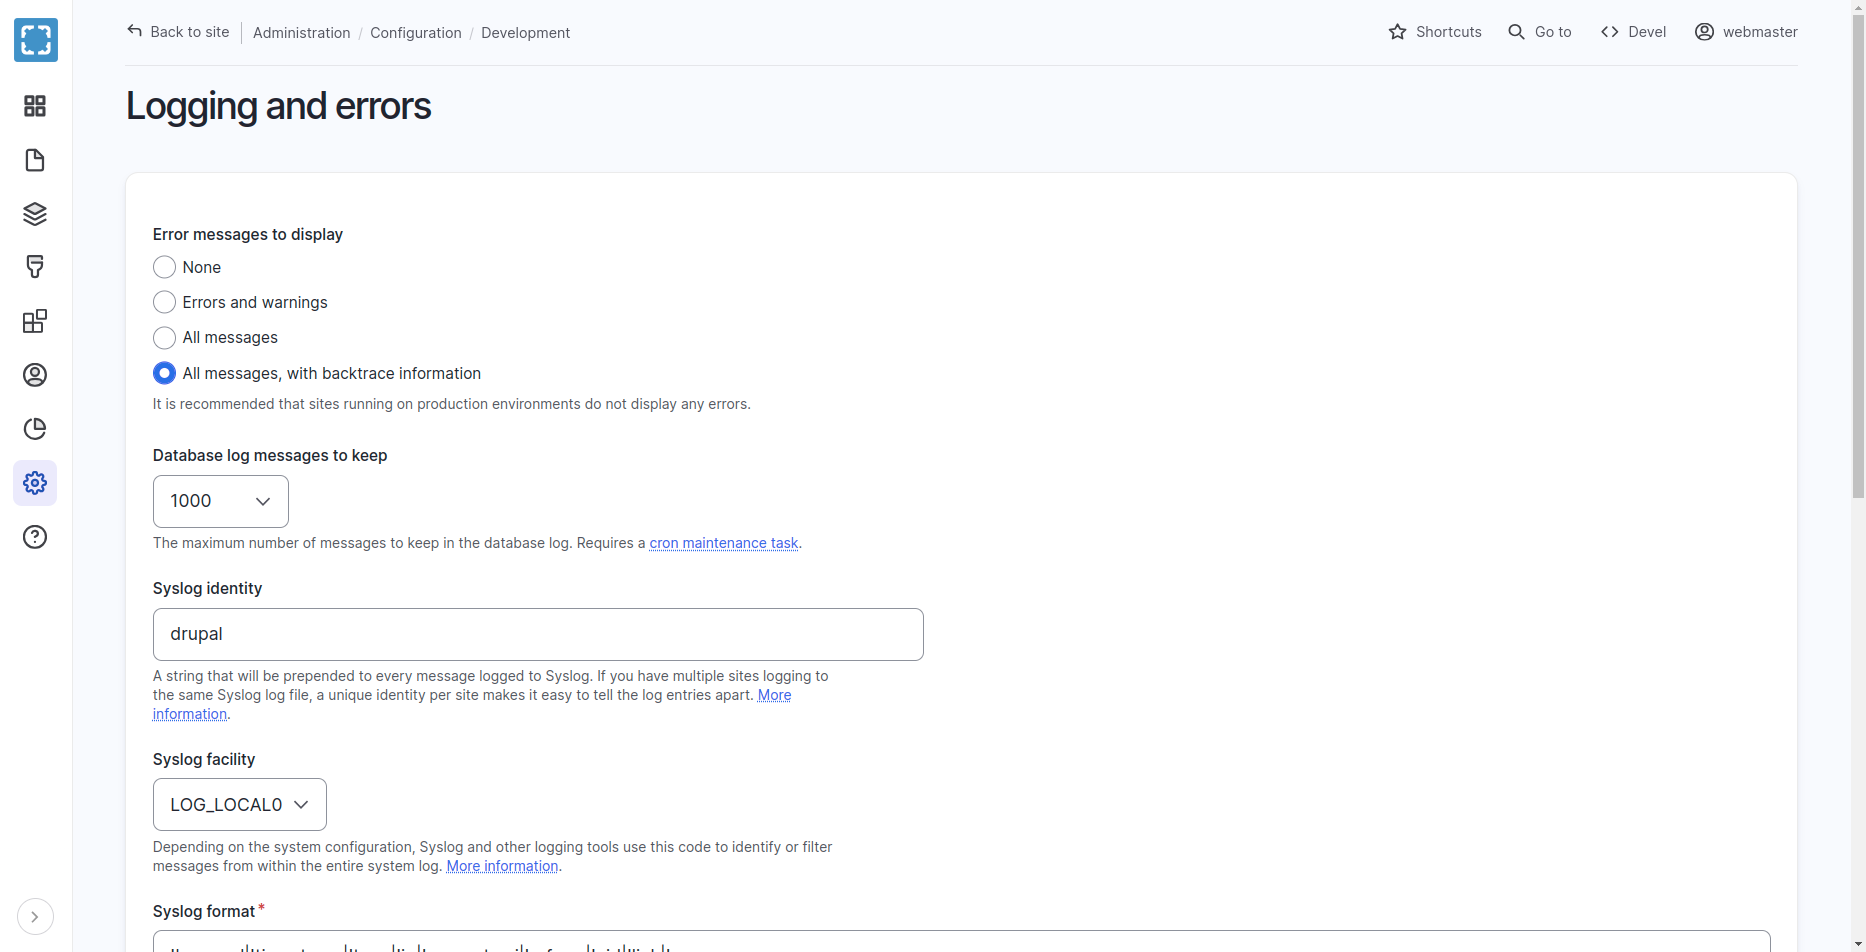 Back to site
Administration / Configuration / Development
Shortcuts
Go to
Devel
webmaster
Logging and errors
Error messages to display
None
Errors and warnings
All messages
All messages, with backtrace information
It is recommended that sites running on production environments do not display any errors.
Database log messages to keep
1000
The maximum number of messages to keep in the database log. Requires a cron maintenance task.
Syslog identity
drupal
A string that will be prepended to every message logged to Syslog. If you have multiple sites logging to
the same Syslog log file, a unique identity per site makes it easy to tell the log entries apart. More
information.
Syslog facility
LOG_LOCAL0
Depending on the system configuration, Syslog and other logging tools use this code to identify or filter
messages from within the entire system log. More information.
Syslog format*